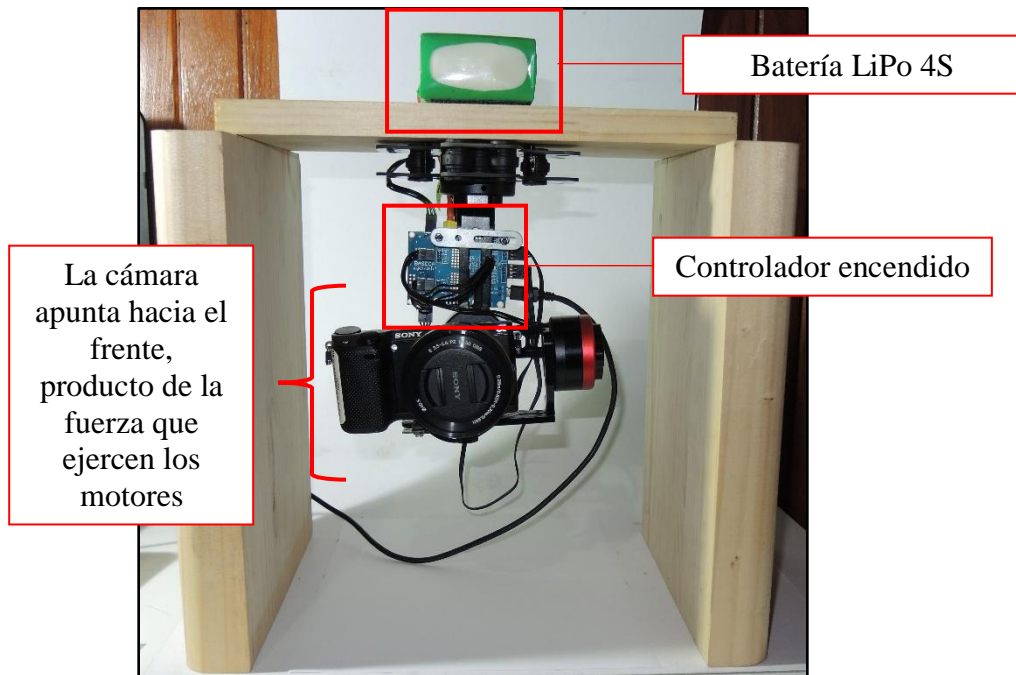 Batería LiPo 4S
Controlador encendido
La cámara
apunta hacia el
frente,
producto de la
fuerza que
ejercen los
motores
SONY
SONY